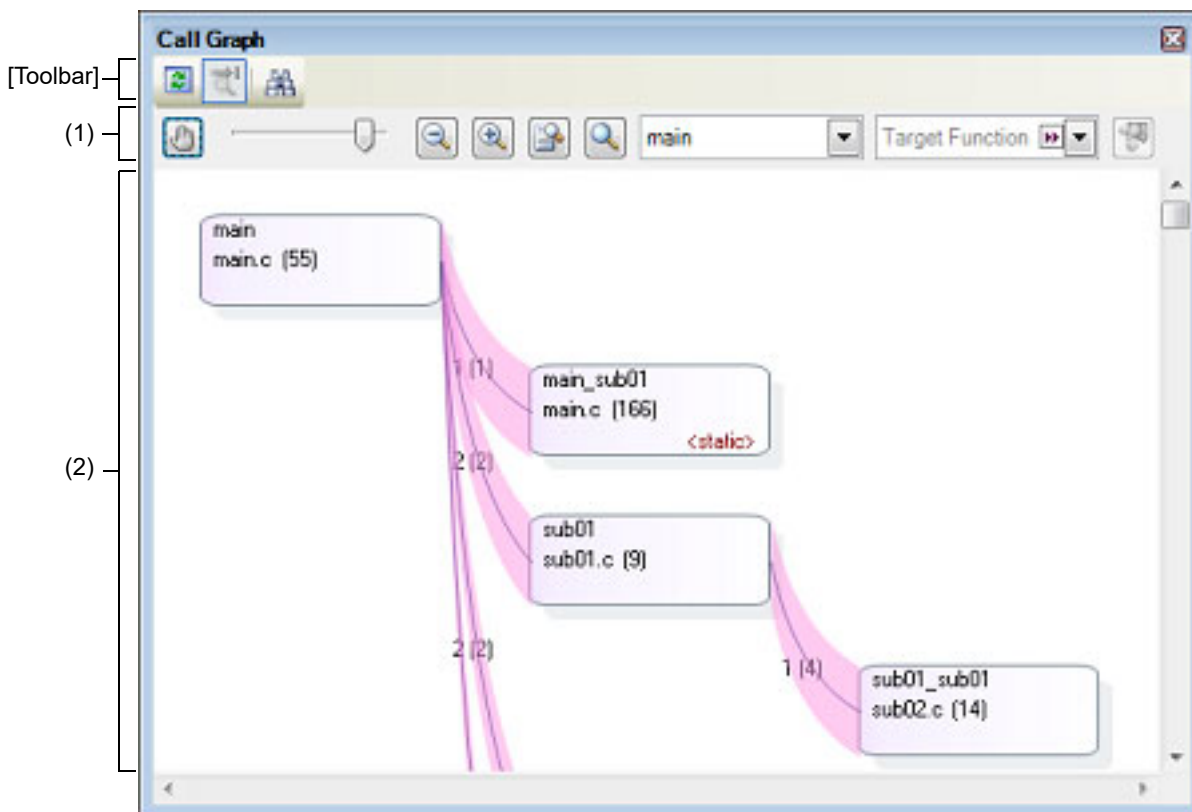 Call Graph
[Toolbar]
(1)
main
Target Function
(2)
main
main.c (55)
1 (1)
main_sub01
main.c (166)
<static>
2 (2)
sub01
sub01.c (9)
2 (2)
1 (4)
sub01_sub01
sub02.c (14)